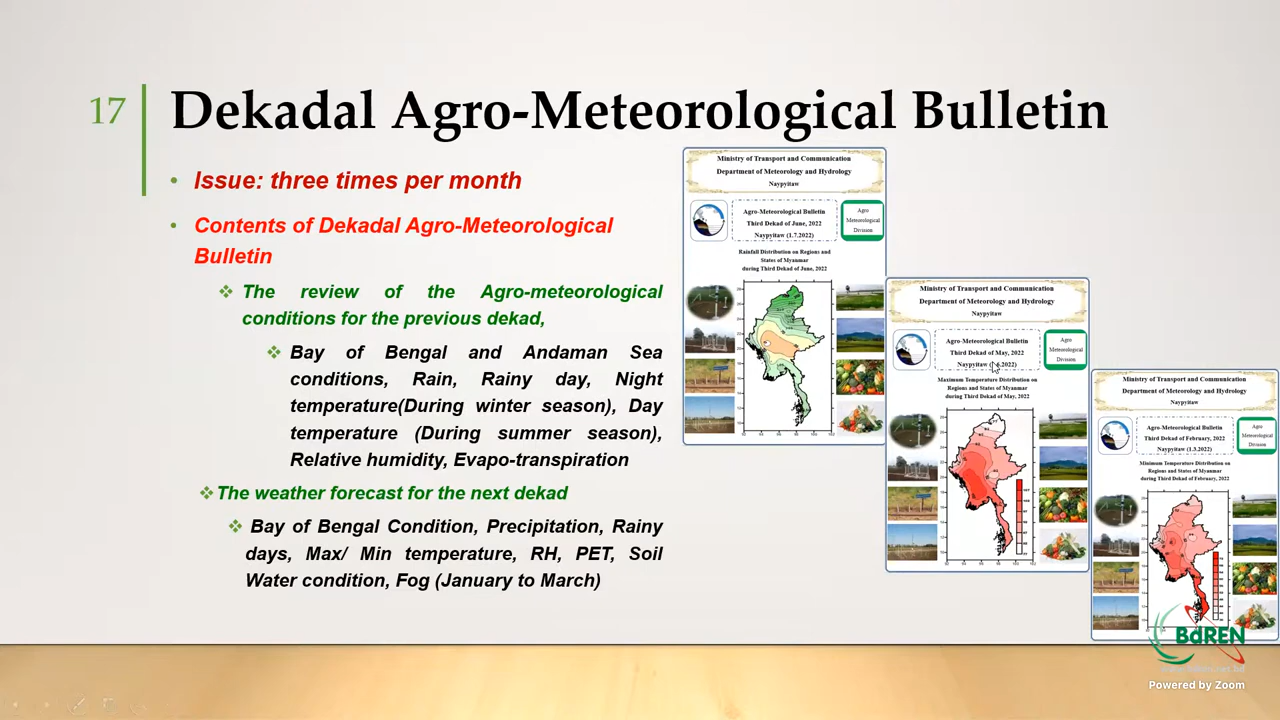 17
Dekadal Agro-Meteorological Bulletin
• Issue: three times per month
• Contents of Dekadal Agro-Meteorological
Bulletin
❖ The review of the Agro-meteorological
conditions for the previous dekad,
❖ Bay of Bengal and Andaman Sea
conditions, Rain, Rainy day, Night
temperature(During winter season), Day
temperature (During summer season),
Relative humidity, Evapo-transpiration
❖The weather forecast for the next dekad
❖ Bay of Bengal Condition, Precipitation, Rainy
days, Max/ Min temperature, RH, PET, Soil
Water condition, Fog (January to March)
Ministry of Transport and Communication
Department of Meteorology and Hydrology
Naypyitaw
Agro-Meteorological Bulletin
Third Dekad of June, 2022
Naypyitaw (1.7.2022)
Agro
Meteorological
Division
Rainfall Distribution on Regions and
States of Myanmar
during Third Dekad of June, 2022
Ministry of Transport and Communication
Department of Meteorology and Hydrology
Naypyitaw
Agro-Meteorological Bulletin
Third Dekad of May, 2022
Naypyitaw
Agro
Meteorological
Division
Maximum Temperature Distribution on
Regions and States of Myanmar
during Third Dekad of May, 2022
Ministry of Transport and Communication
Department of Meteorology and Hydrology
Naypyitaw
Agro-Meteorological Bulletin
Third Dekad of February, 2022
Naypyitaw (1.3.2022)
Agro
Meteorological
Division
Minimum Temperature Distribution on
Regions and States of Myanmar
during Third Dekad of February, 2022
BdREN
Powered by Zoom